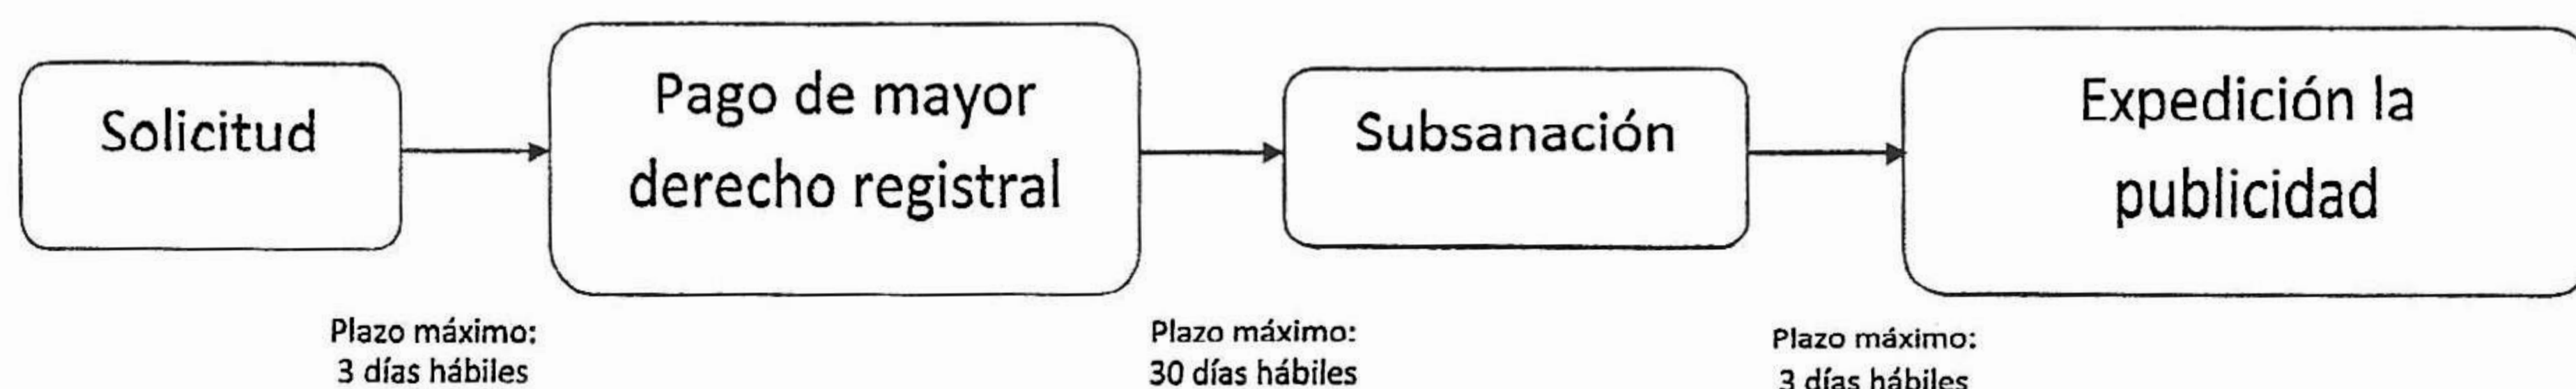 Solicitud
Pago de mayor
derecho registral
Subsanación
Expedición la
publicidad
Plazo máximo:
3 días hábiles
Plazo máximo:
30 días hábiles
Plazo máximo:
3 días hábiles